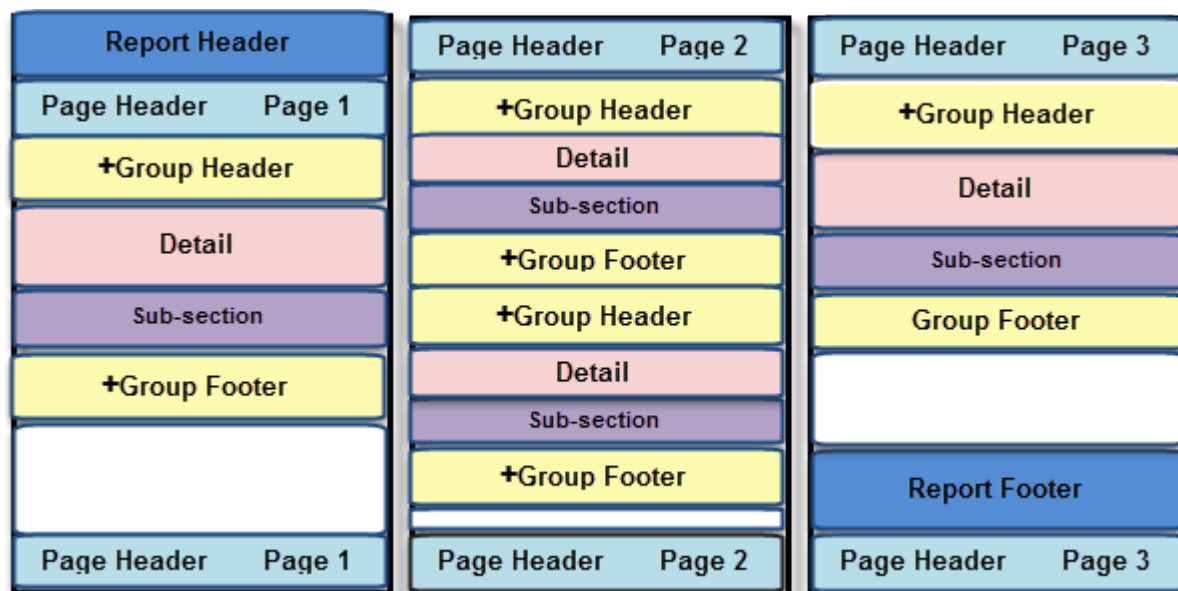 Report Header
Page Header Page 1
+Group Header
Detail
Sub-section
+Group Footer
Page Header Page 1
Page Header Page 2
+Group Header
Detail
Sub-section
+Group Footer
+Group Header
Detail
Sub-section
+Group Footer
Page Header Page 2
Page Header Page 3
+Group Header
Detail
Sub-section
Group Footer
Report Footer
Page Header Page 3